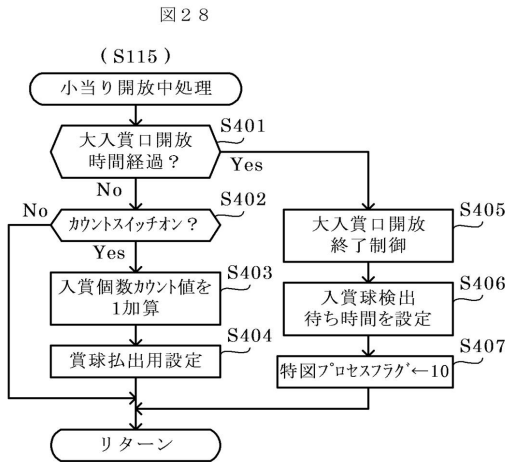 図28
(S115)
小当り開放中処理
S401
大入賞口開放
時間経過?
Yes
No
S402
No
カウントスイッチオン?
Yes
S403
入賞個数カウント値を
1加算
S404
賞球払出用設定
S405
大入賞口開放
終了制御
S406
入賞球検出
待ち時間を設定
S407
特図プロセスフラグ←10
リターン